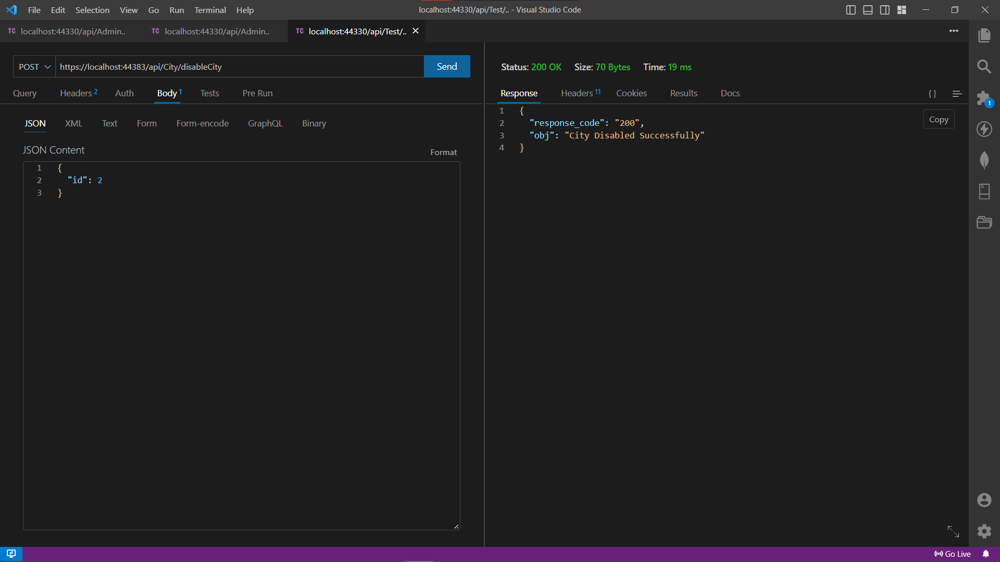 File Edit Selection View Go Run Terminal Help
localhost:44330/api/Test/.. - Visual Studio Code
TC localhost:44330/api/Admin..
TC localhost:44330/api/Admin..
TC localhost:44330/api/Test/..
POST
https://localhost:44383/api/City/disableCity
Send
Query Headers 2 Auth Body 1 Tests Pre Run
JSON XML Text Form Form-encode GraphQL Binary
JSON Content
Format
1 {
2 "id": 2
3 }
Status: 200 OK Size: 70 Bytes Time: 19 ms
Response Headers 11 Cookies Results Docs
{ }
Copy
1 {
2 "response_code": "200",
3 "obj": "City Disabled Successfully"
4 }
1
Go Live